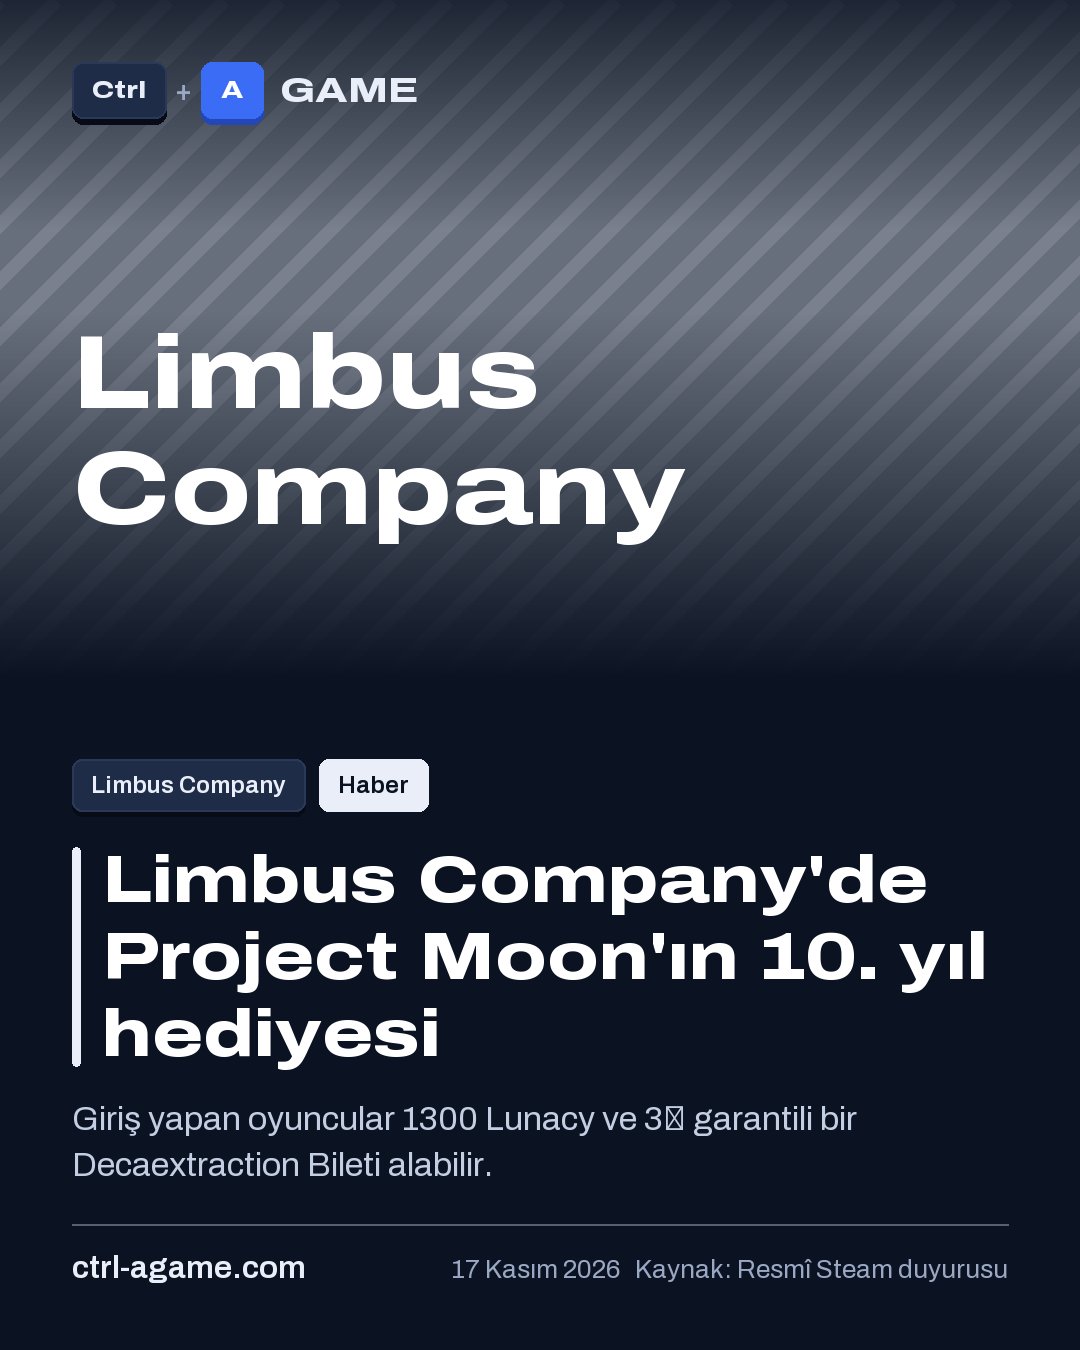 Ctrl + A GAME
Limbus
Company
Limbus Company Haber
Limbus Company'de
Project Moon'ın 10. yıl
hediyesi
Giriş yapan oyuncular 1300 Lunacy ve 3 garantili bir
Decaextraction Bileti alabilir.
ctrl-agame.com 17 Kasım 2026 Kaynak: Resmî Steam duyurusu